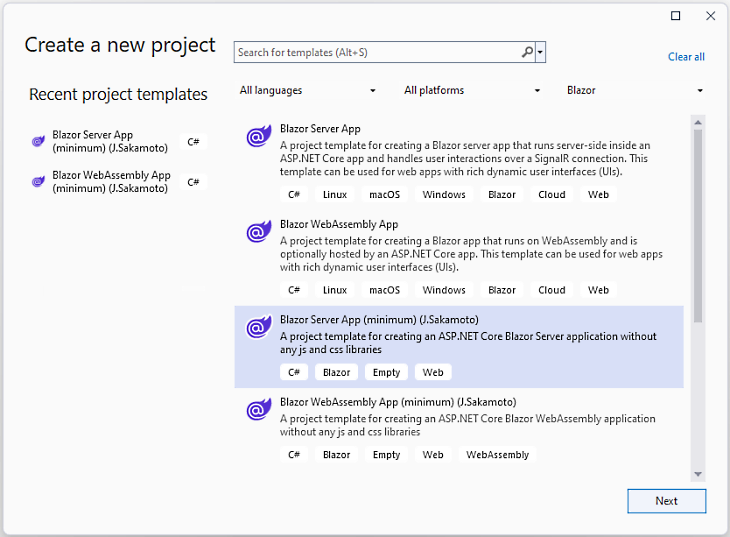 Create a new project
Search for templates (Alt+S)
Clear all
Recent project templates
All languages
All platforms
Blazor
Blazor Server App
(minimum) (J.Sakamoto)
C#
Blazor WebAssembly App
(minimum) (J.Sakamoto)
C#
Blazor Server App
A project template for creating a Blazor server app that runs server-side inside an
ASP.NET Core app and handles user interactions over a SignalR connection. This
template can be used for web apps with rich dynamic user interfaces (UIs).
C# Linux macOS Windows Blazor Cloud Web
Blazor WebAssembly App
A project template for creating a Blazor app that runs on WebAssembly and is
optionally hosted by an ASP.NET Core app. This template can be used for web apps
with rich dynamic user interfaces (UIs).
C# Linux macOS Windows Blazor Cloud Web
Blazor Server App (minimum) (J.Sakamoto)
A project template for creating an ASP.NET Core Blazor Server application without
any js and css libraries
C# Blazor Empty Web
Blazor WebAssembly App (minimum) (J.Sakamoto)
A project template for creating an ASP.NET Core Blazor WebAssembly application
without any js and css libraries
C# Blazor Empty Web WebAssembly
Next